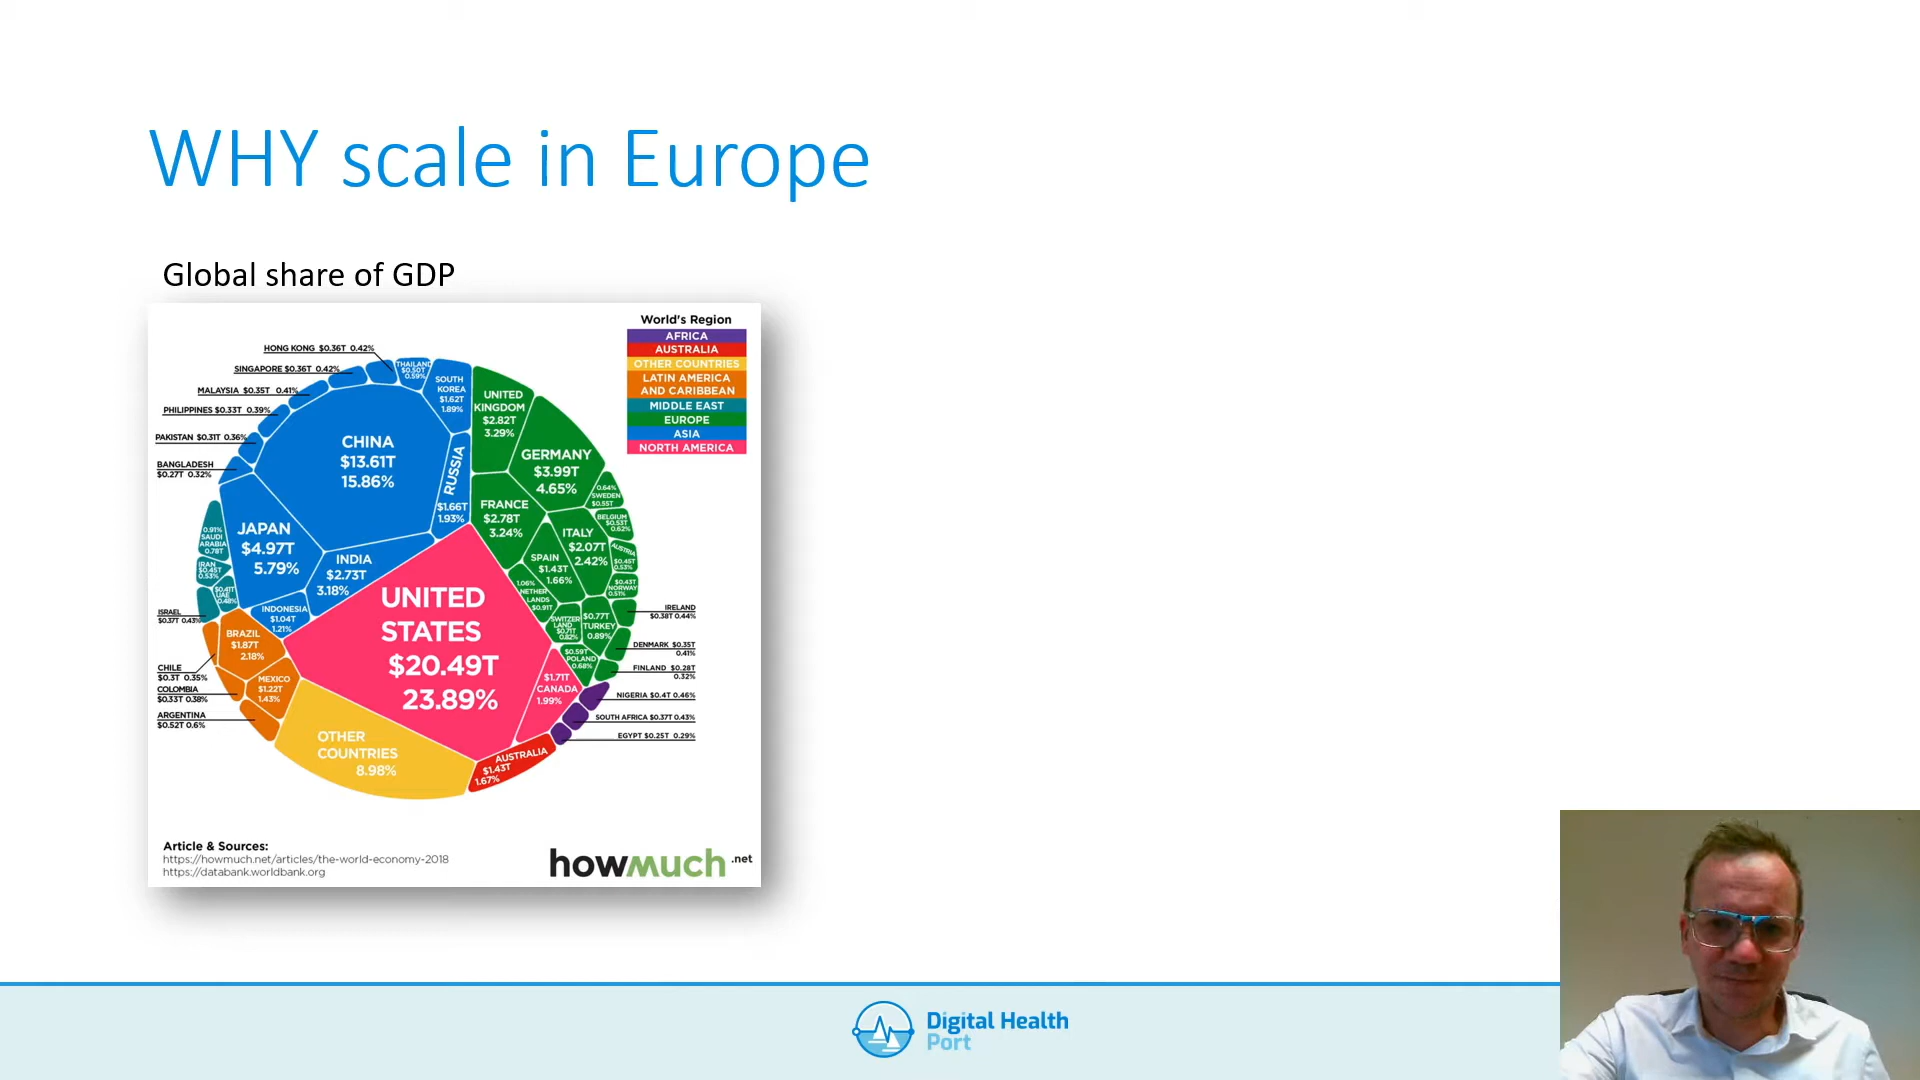 WHY scale in Europe
Global share of GDP
World's Region
AFRICA
AUSTRALIA
OTHER COUNTRIES
LATIN AMERICA
AND CARIBBEAN
MIDDLE EAST
EUROPE
ASIA
NORTH AMERICA
HONG KONG $0.36T 0.42%
SINGAPORE $0.36T 0.42%
MALAYSIA $0.35T 0.41%
PHILIPPINES $0.33T 0.39%
PAKISTAN $0.31T 0.36%
BANGLADESH
$0.27T 0.32%
THAILAND
$0.50T
0.59%
SOUTH
KOREA
$1.62T
1.89%
CHINA
$13.61T
15.86%
RUSSIA
$1.66T
1.93%
JAPAN
$4.97T
5.79%
INDIA
$2.73T
3.18%
INDONESIA
$1.04T
1.21%
UNITED
KINGDOM
$2.82T
3.29%
GERMANY
$3.99T
4.65%
FRANCE
$2.78T
3.24%
ITALY
$2.07T
2.42%
SPAIN
$1.43T
1.66%
0.64%
SWEDEN
$0.55T
BELGIUM
$0.53T
0.62%
AUSTRIA
$0.45T
0.53%
$0.43T
NORWAY
0.51%
1.06%
NETHER
LANDS
$0.91T
SWITZER
LAND
$0.71T
0.82%
$0.77T
TURKEY
0.89%
$0.59T
POLAND
0.68%
IRELAND
$0.38T 0.44%
DENMARK $0.35T
0.41%
FINLAND $0.28T
0.32%
NIGERIA $0.4T 0.46%
SOUTH AFRICA $0.37T 0.43%
EGYPT $0.25T 0.29%
0.91%
SAUDI
ARABIA
0.78T
IRAN
$0.45T
0.53%
$0.41T
UAE
0.48%
ISRAEL
$0.37T 0.43%
BRAZIL
$1.87T
2.18%
MEXICO
$1.22T
1.43%
CHILE
$0.3T 0.35%
COLOMBIA
$0.33T 0.38%
ARGENTINA
$0.52T 0.6%
UNITED
STATES
$20.49T
23.89%
$1.71T
CANADA
1.99%
OTHER
COUNTRIES
8.98%
AUSTRALIA
$1.43T
1.67%
Article & Sources:
https://howmuch.net/articles/the-world-economy-2018
https://databank.worldbank.org
howmuch.net
Digital Health
Port